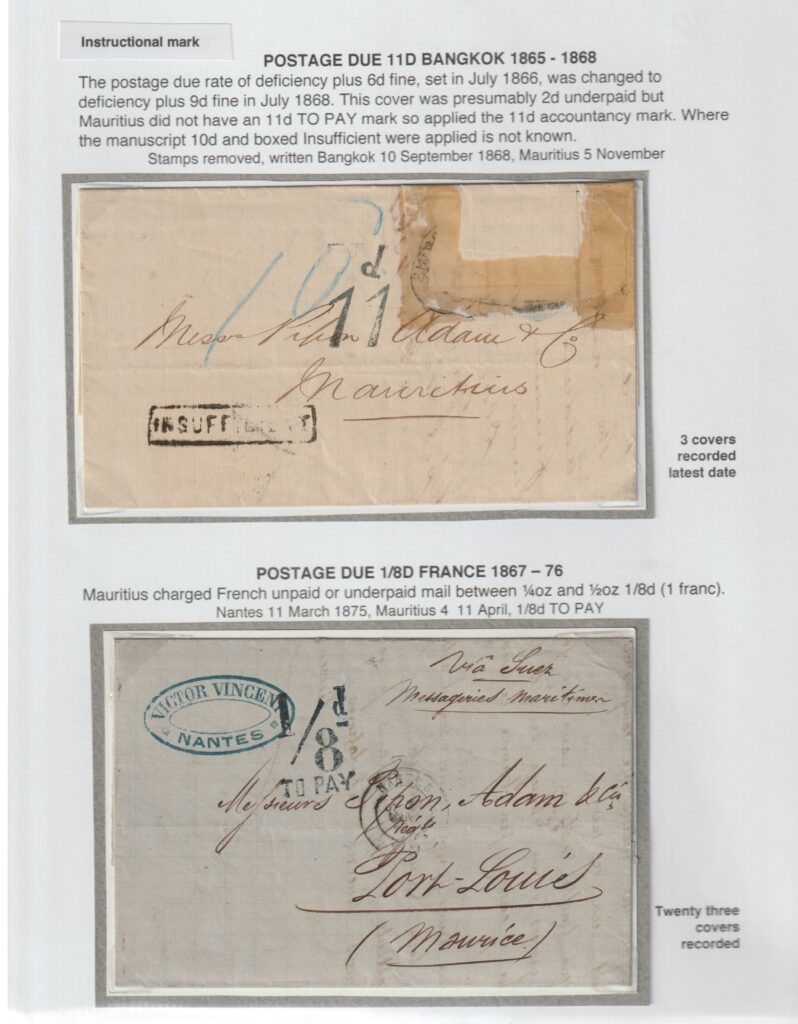 Instructional mark
POSTAGE DUE 11D BANGKOK 1865 - 1868
The postage due rate of deficiency plus 6d fine, set in July 1866, was changed to
deficiency plus 9d fine in July 1868. This cover was presumably 2d underpaid but
Mauritius did not have an 11d TO PAY mark so applied the 11d accountancy mark. Where
the manuscript 10d and boxed Insufficient were applied is not known.
Stamps removed, written Bangkok 10 September 1868, Mauritius 5 November
10
d
11
Messrs Pipon Adam & Co
Mauritius
INSUFFICIENT
3 covers
recorded
latest date
POSTAGE DUE 1/8D FRANCE 1867 – 76
Mauritius charged French unpaid or underpaid mail between ¼oz and ½oz 1/8d (1 franc).
Nantes 11 March 1875, Mauritius 4 11 April, 1/8d TO PAY
Via Suez
Messageries Maritimes
VICTOR VINCENT
NANTES
1/8d
TO PAY
Messieurs Pipon, Adam & Cie
Port-Louis
(Maurice)
Twenty three
covers
recorded